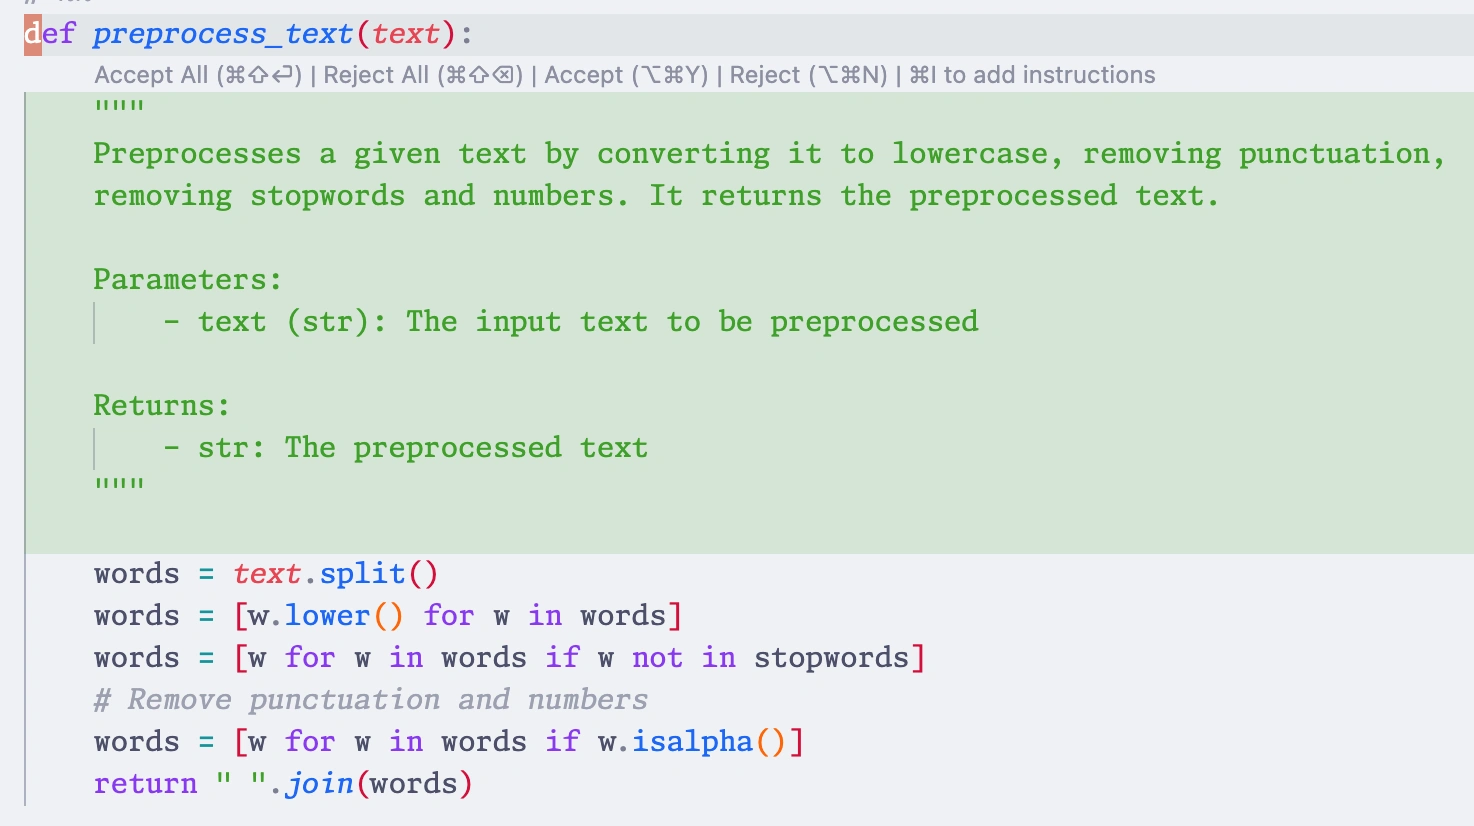 def preprocess_text(text):
Accept All (⌘⇧⏎) | Reject All (⌘⇧⌫) | Accept (⌥⌘Y) | Reject (⌥⌘N) | ⌘I to add instructions
"""
Preprocesses a given text by converting it to lowercase, removing punctuation,
removing stopwords and numbers. It returns the preprocessed text.
Parameters:
- text (str): The input text to be preprocessed
Returns:
- str: The preprocessed text
"""
words = text.split()
words = [w.lower() for w in words]
words = [w for w in words if w not in stopwords]
# Remove punctuation and numbers
words = [w for w in words if w.isalpha()]
return " ".join(words)